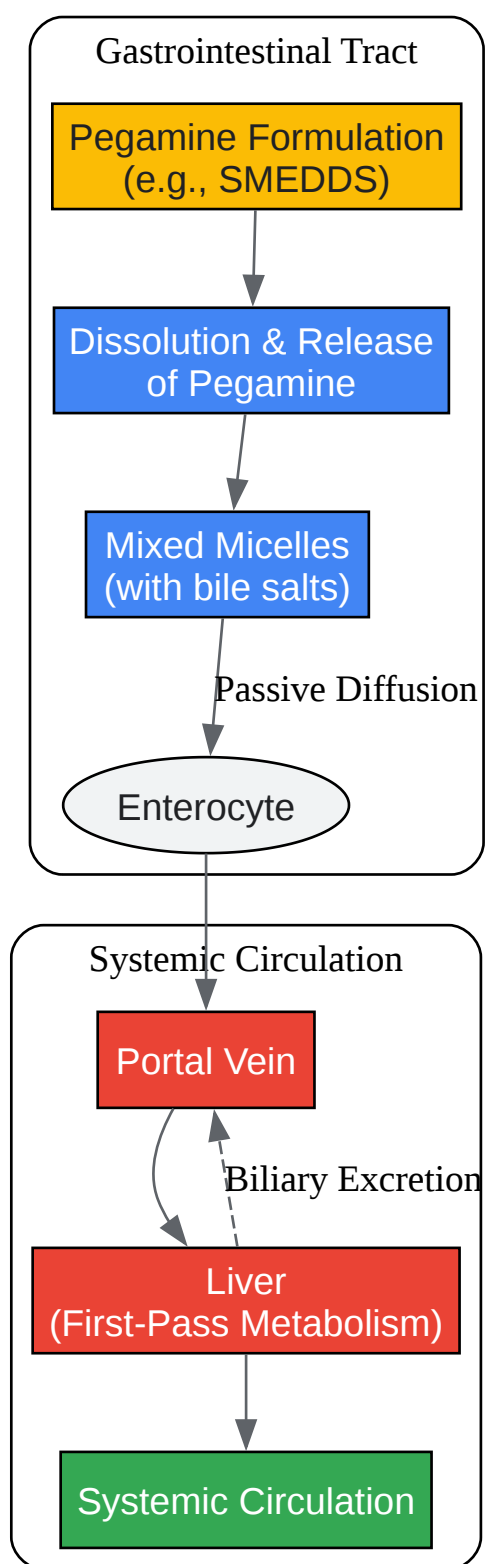 Gastrointestinal Tract
Pegamine Formulation
(e.g., SMEDDS)
Dissolution & Release
of Pegamine
Mixed Micelles
(with bile salts)
Passive Diffusion
Enterocyte
Systemic Circulation
Portal Vein
Biliary Excretion
Liver
(First-Pass Metabolism)
Systemic Circulation